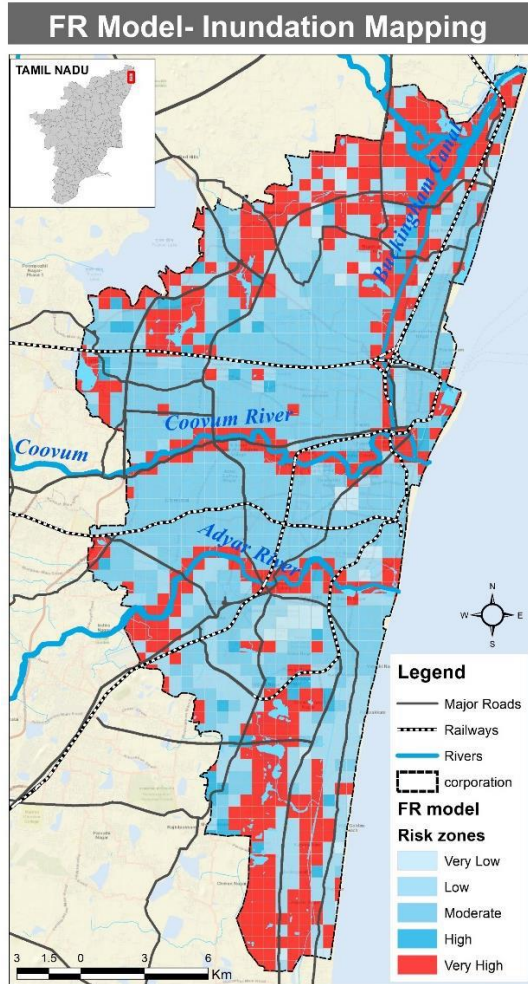 FR Model- Inundation Mapping
TAMIL NADU
Buckingham Canal
Coovum River
Coovum
Adyar River
N
W
E
S
Legend
Major Roads
Railways
Rivers
corporation
FR model
Risk zones
Very Low
Low
Moderate
High
Very High
3 1.5 0 3 6
Km